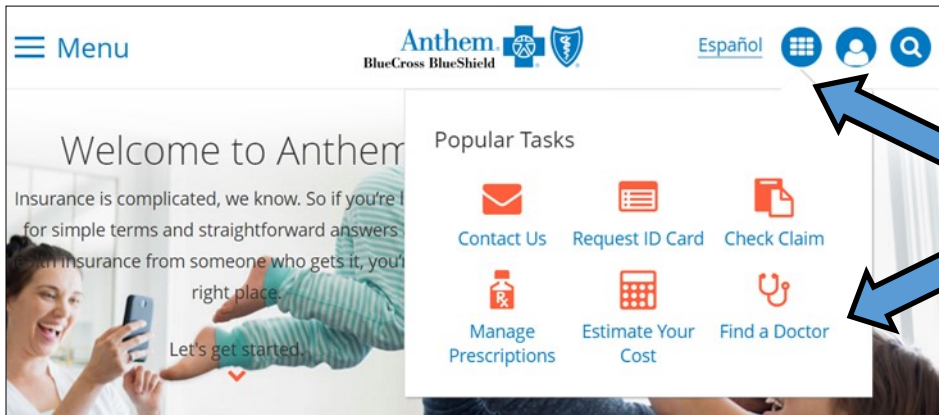 Menu
Anthem
BlueCross BlueShield
Español
Welcome to Anthem
Insurance is complicated, we know. So if you're l
for simple terms and straightforward answers
health insurance from someone who gets it, you'r
right place.
Let's get started.
Popular Tasks
Contact Us
Request ID Card
Check Claim
Rx
Manage
Prescriptions
Estimate Your
Cost
Find a Doctor